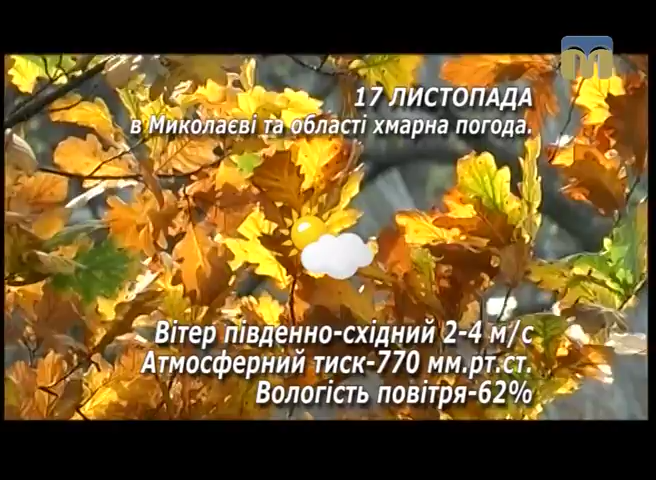 17 ЛИСТОПАДА
в Миколаєві та області хмарна погода.
Вітер південно-східний 2-4 м/с
Атмосферний тиск-770 мм.рт.ст.
Вологість повітря-62%